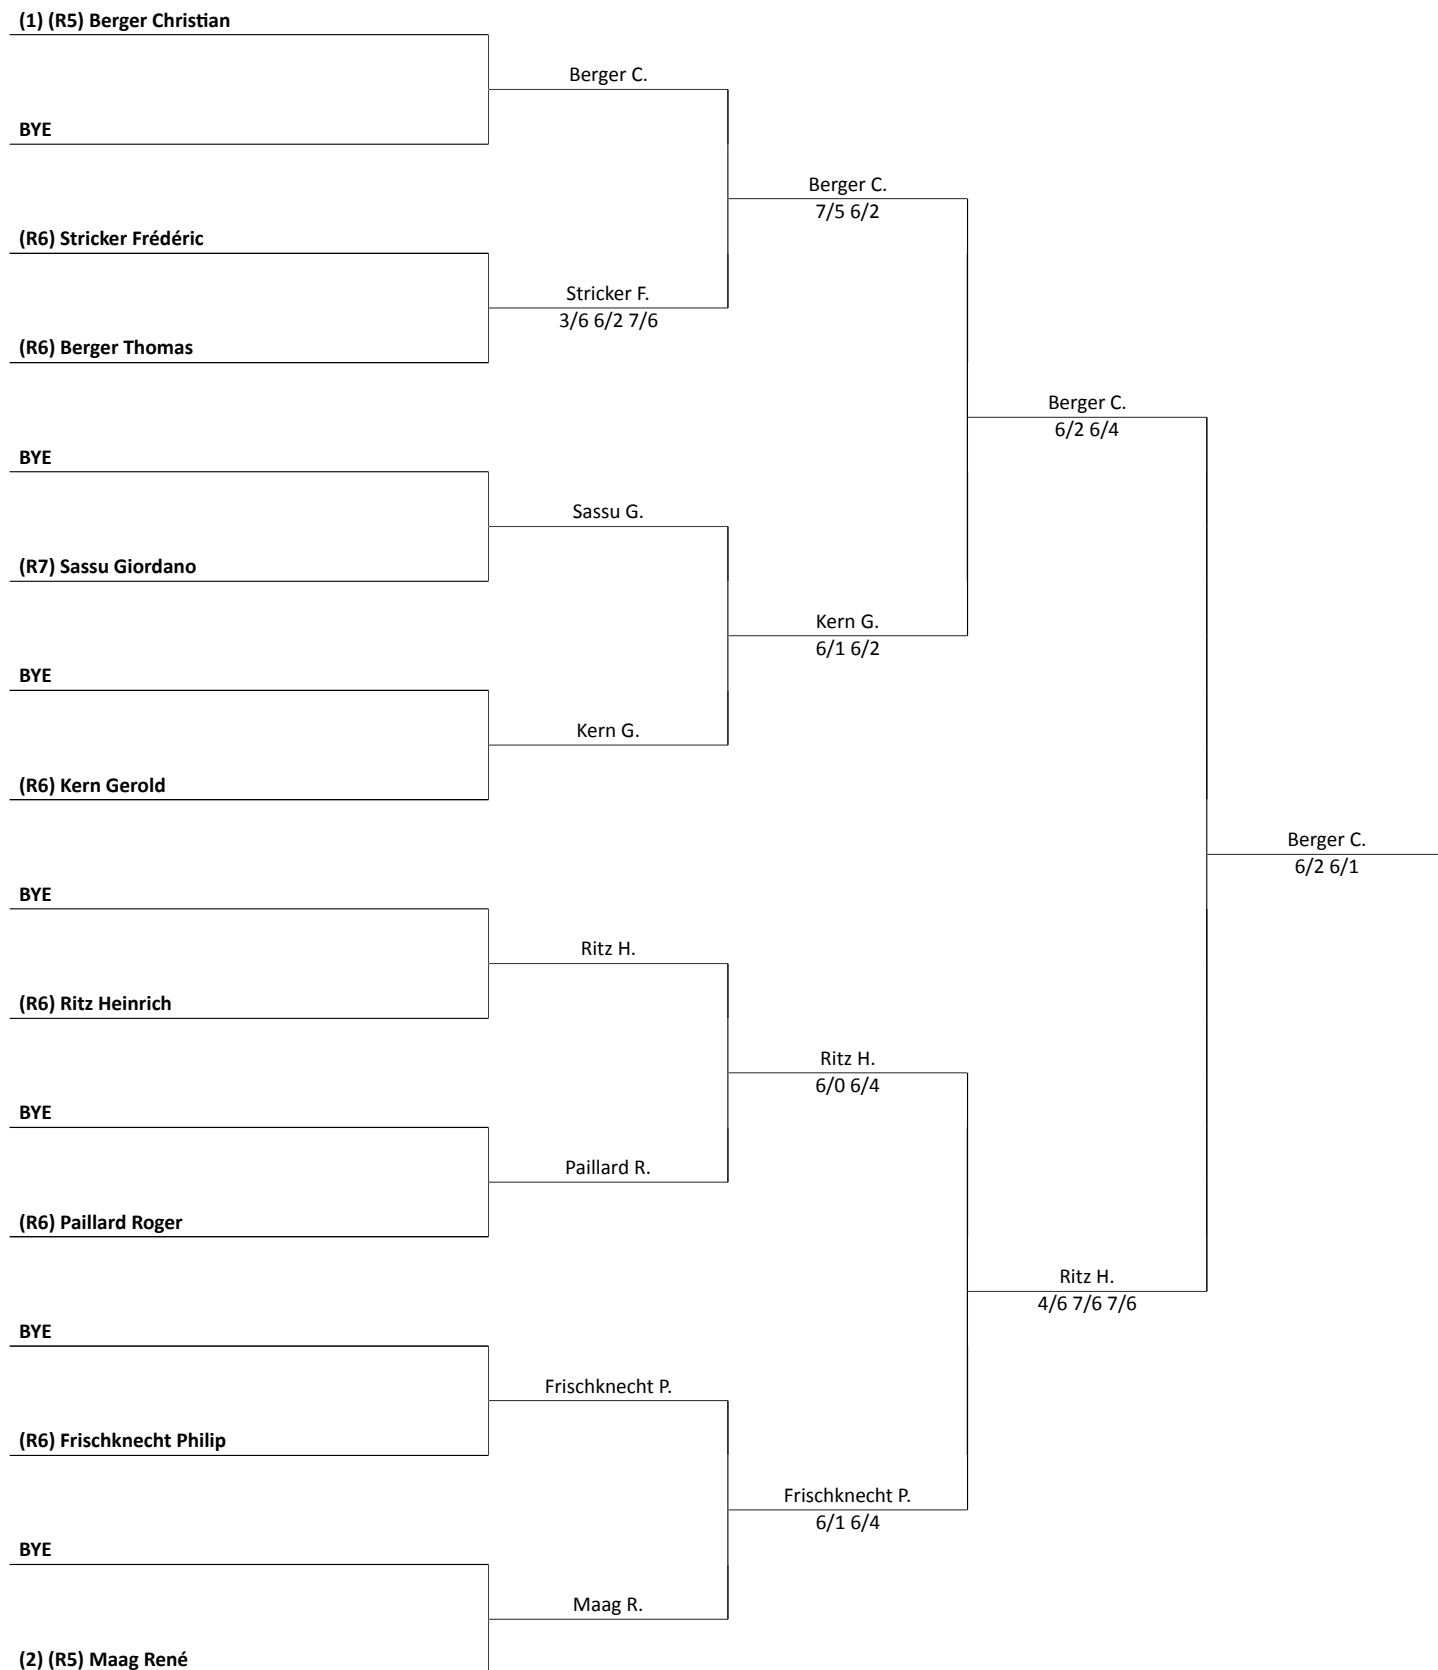 (1) (R5) Berger Christian
Berger C.
BYE
Berger C.
7/5 6/2
(R6) Stricker Frédéric
Stricker F.
3/6 6/2 7/6
(R6) Berger Thomas
Berger C.
6/2 6/4
BYE
Sassu G.
(R7) Sassu Giordano
Kern G.
6/1 6/2
BYE
Kern G.
(R6) Kern Gerold
Berger C.
6/2 6/1
BYE
Ritz H.
(R6) Ritz Heinrich
Ritz H.
6/0 6/4
BYE
Paillard R.
(R6) Paillard Roger
Ritz H.
4/6 7/6 7/6
BYE
Frischknecht P.
(R6) Frischknecht Philip
Frischknecht P.
6/1 6/4
BYE
Maag R.
(2) (R5) Maag René